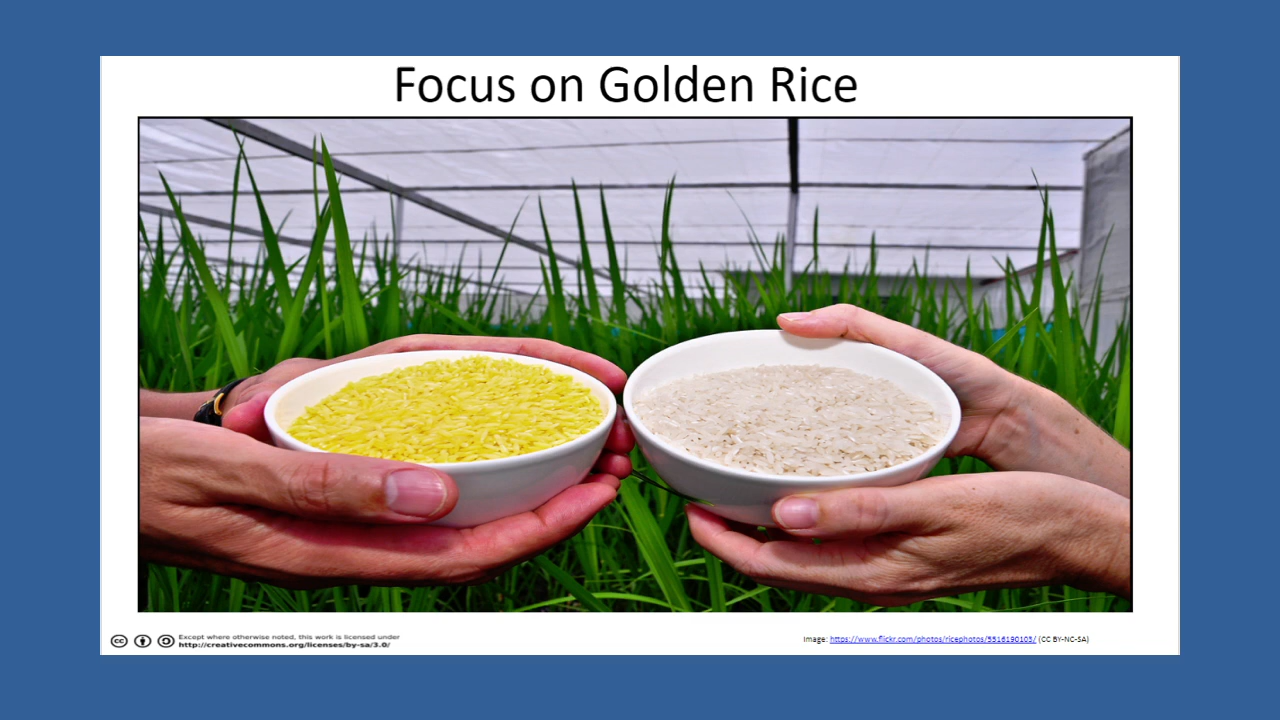 Focus on Golden Rice
Except where otherwise noted, this work is licensed under
http://creativecommons.org/licenses/by-sa/3.0/
Image: https://www.flickr.com/photos/ricephotos/5516190105/ (CC BY-NC-SA)